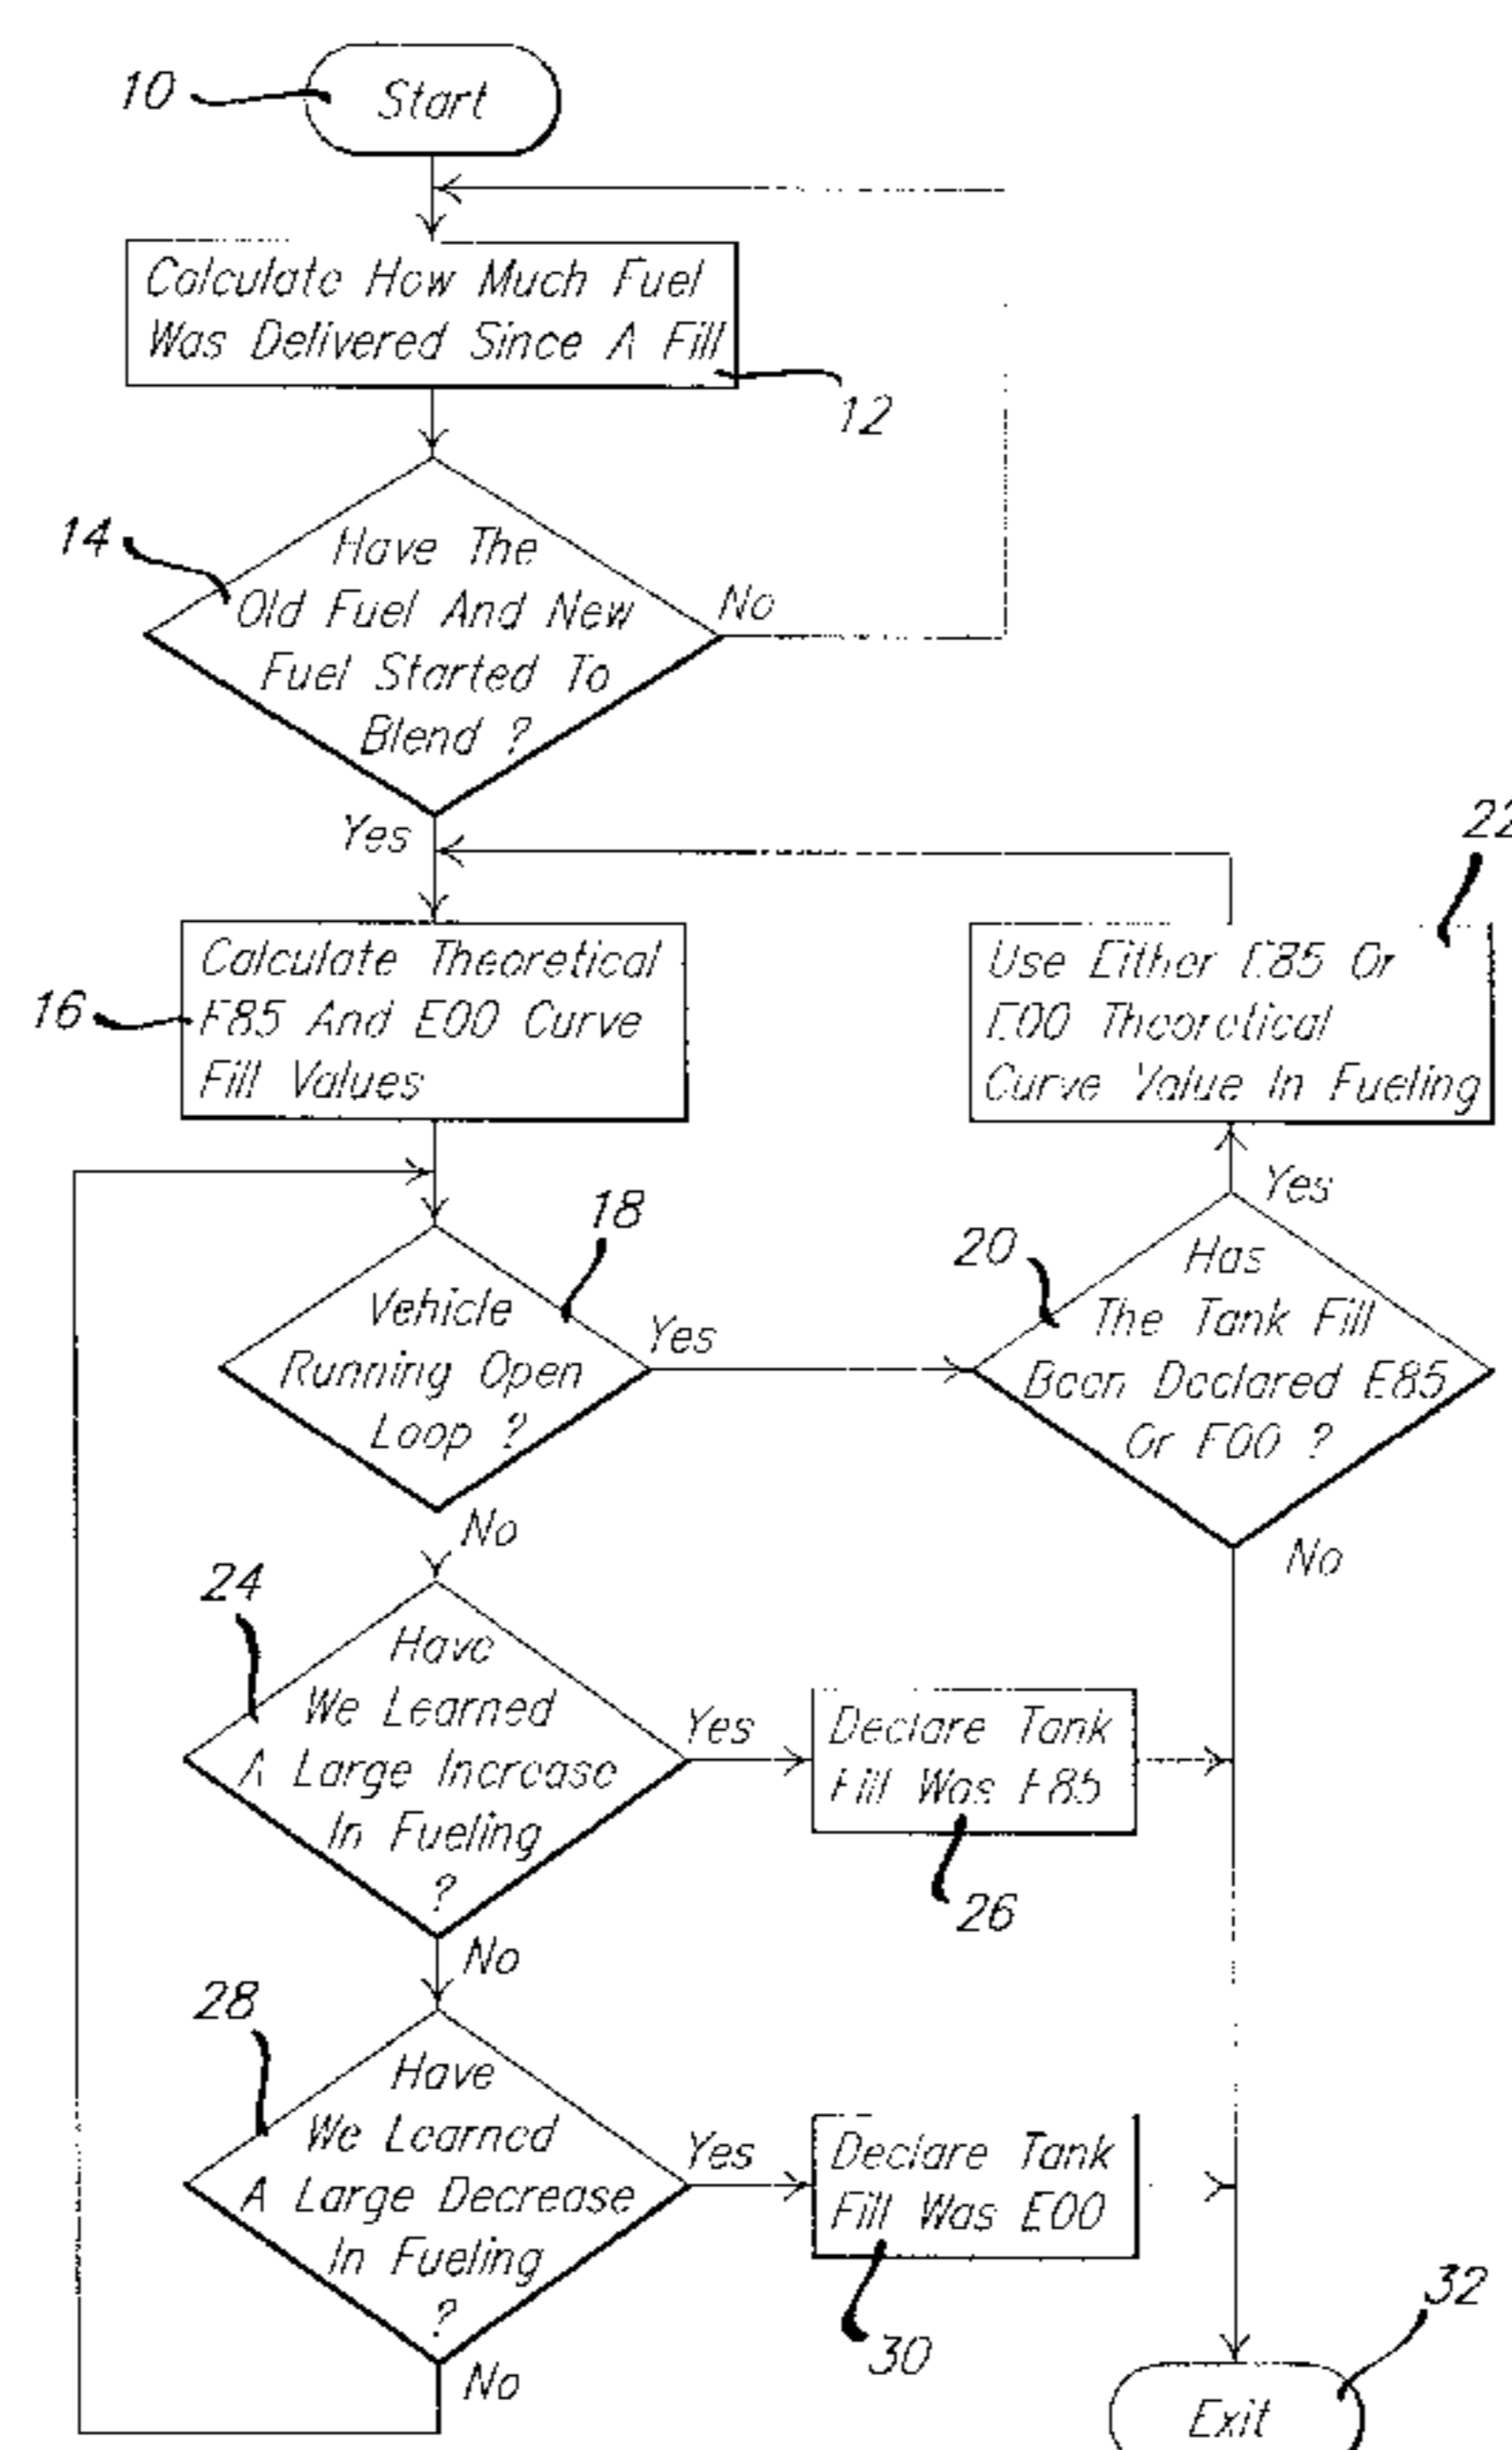 10
Start
Calculate How Much Fuel
Was Delivered Since A Fill
12
14
Have The
Old Fuel And New
Fuel Started To
Blend ?
No
Yes
22
Calculate Theoretical
E85 And E00 Curve
Fill Values
16
Use Either E85 Or
E00 Theoretical
Curve Value In Fueling
18
Vehicle
Running Open
Loop ?
Yes
No
20
Yes
Has
The Tank Fill
Been Declared E85
Or E00 ?
No
24
Have
We Learned
A Large Increase
In Fueling
?
Yes
No
Declare Tank
Fill Was E85
26
28
Have
We Learned
A Large Decrease
In Fueling
?
Yes
No
Declare Tank
Fill Was E00
30
32
Exit